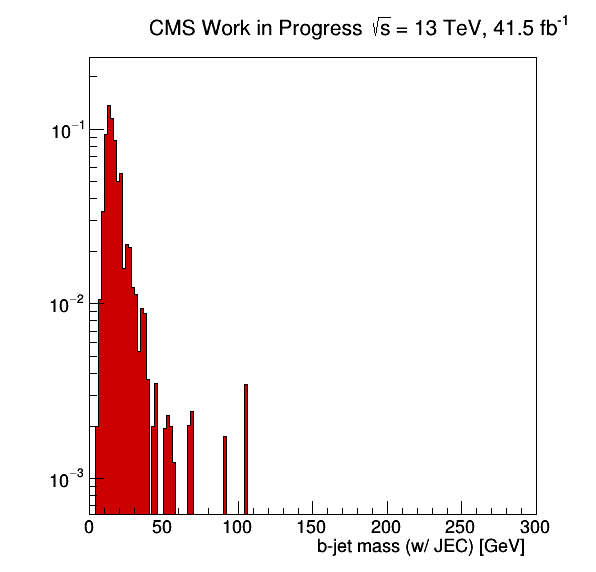 CMS Work in Progress √s = 13 TeV, 41.5 fb⁻¹
10⁻¹
10⁻²
10⁻³
0 50 100 150 200 250 300
b-jet mass (w/ JEC) [GeV]